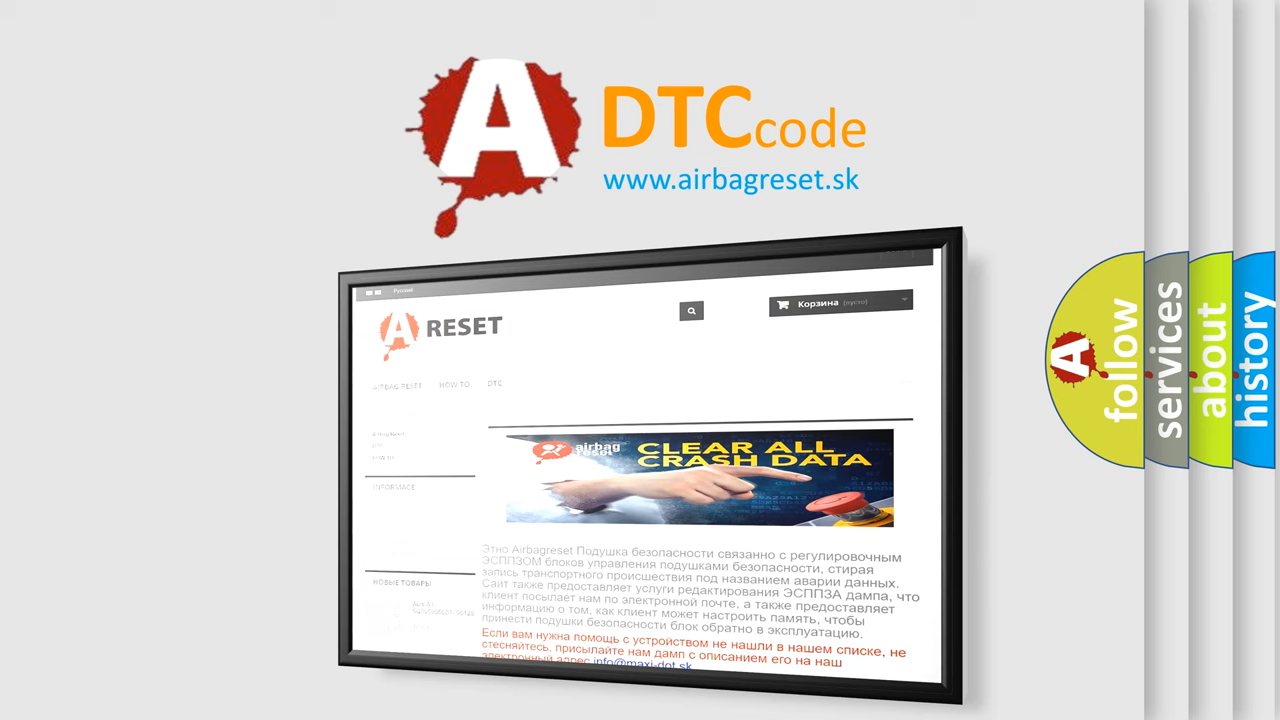 A DTCcode
www.airbagreset.sk
Русский
A RESET
Корзина (пусто)
AIRBAG RESET HOW TO DTC
Airbag Reset
HOW TO
INFORMACE
airbag
reset
CLEAR ALL
CRASH DATA
Этно Airbagreset Подушка безопасности связанно с регулировочным
ЭСППЗОМ блоков управления подушками безопасности, стирая
запись транспортного происшествия под названием аварии данных.
Сайт также предоставляет услуги редактирования ЭСППЗА дампа, что
клиент посылает нам по электронной почте, а также предоставляет
информацию о том, как клиент может настроить память, чтобы
принести подушки безопасности блок обратно в эксплуатацию.
Если вам нужна помощь с устройством не нашли в нашем списке, не
стесняйтесь, присылайте нам дамп с описанием его на наш
электронный адрес info@maxi-dot.sk
НОВЫЕ ТОВАРЫ
A follow
services
about
history